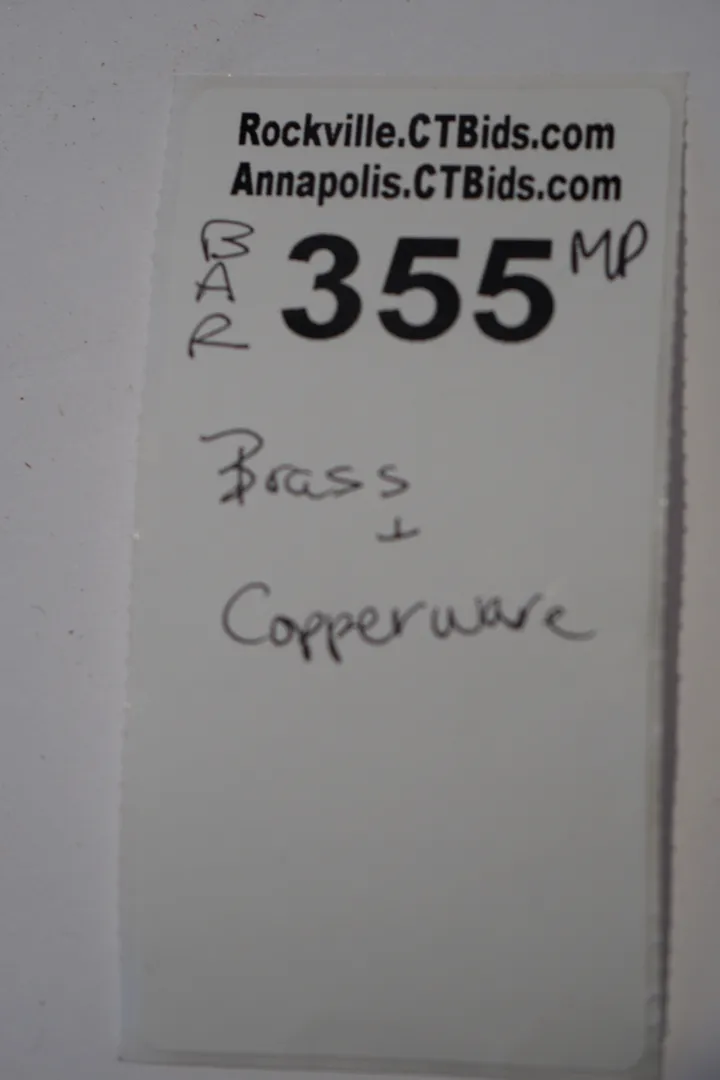 Rockville.CTBids.com
Annapolis.CTBids.com
BAR
355 MP
Brass
+
Copperware